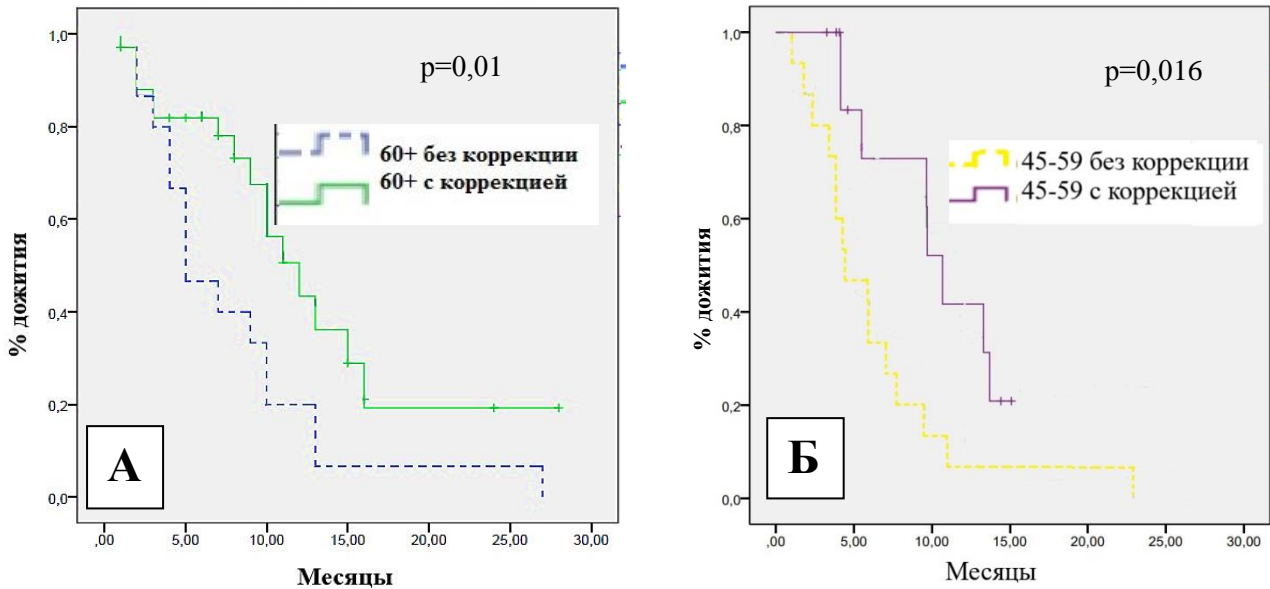 1,0
0,8
0,6
0,4
0,2
0,0
% дожития
p=0,01
60+ без коррекции
60+ с коррекцией
А
,00 5,00 10,00 15,00 20,00 25,00 30,00
Месяцы
1,0
0,8
0,6
0,4
0,2
0,0
% дожития
p=0,016
45-59 без коррекции
45-59 с коррекцией
Б
,00 5,00 10,00 15,00 20,00 25,00 30,00
Месяцы